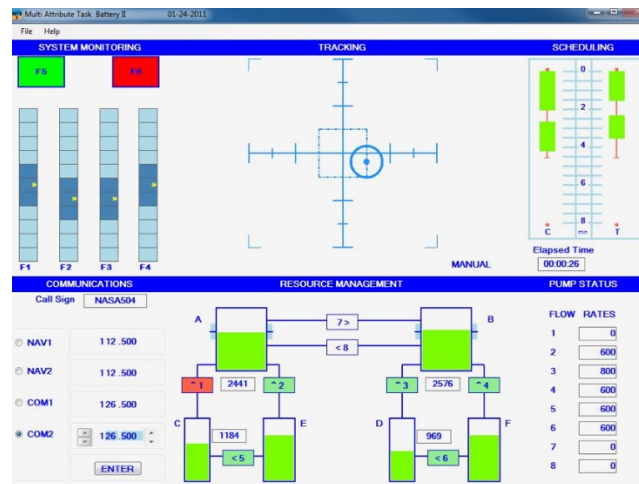 Multi Attribute Task Battery II 01-24-2011
File Help
SYSTEM MONITORING
TRACKING
SCHEDULING
F5 F6
F1 F2 F3 F4
MANUAL
0
2
4
6
8
C min T
Elapsed Time
00:00:26
COMMUNICATIONS
RESOURCE MANAGEMENT
PUMP STATUS
Call Sign NASA504
NAV1 112.500
NAV2 112.500
COM1 126.500
COM2 126.500
ENTER
A 7 > B
< 8
^ 1 2441 ^ 2 ^ 3 2576 ^ 4
C 1184 E D 969 F
< 5 < 6
FLOW RATES
1 0
2 600
3 800
4 600
5 600
6 600
7 0
8 0